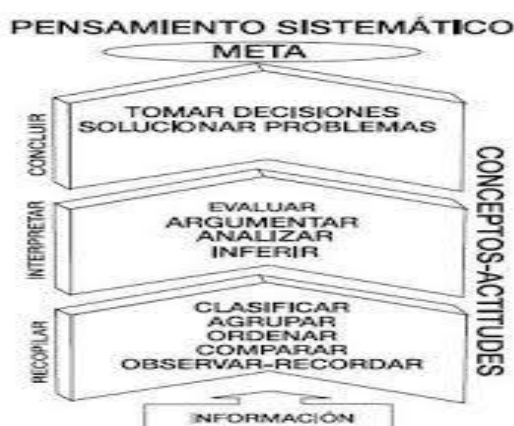 PENSAMIENTO SISTEMÁTICO
META
CONCLUIR
TOMAR DECISIONES
SOLUCIONAR PROBLEMAS
INTERPRETAR
EVALUAR
ARGUMENTAR
ANALIZAR
INFERIR
RECOPILAR
CLASIFICAR
AGRUPAR
ORDENAR
COMPARAR
OBSERVAR-RECORDAR
CONCEPTOS-ACTITUDES
INFORMACIÓN